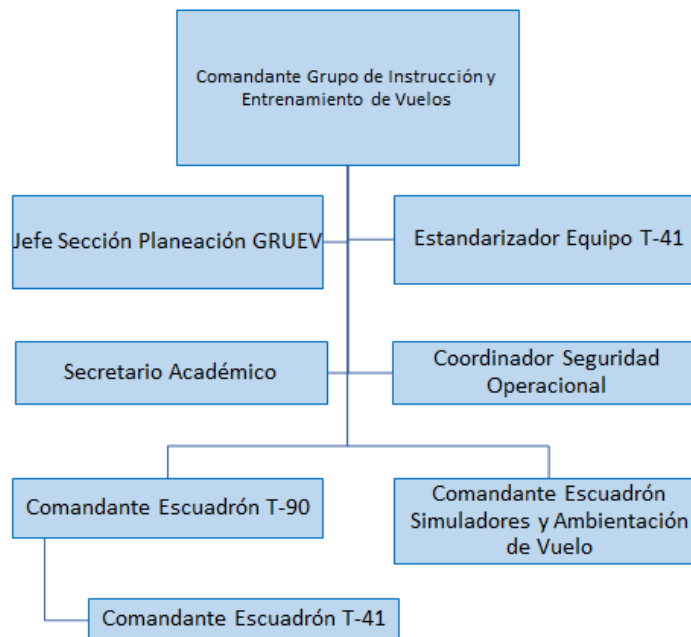 Comandante Grupo de Instrucción y
Entrenamiento de Vuelos
Jefe Sección Planeación GRUEV
Estandarizador Equipo T-41
Secretario Académico
Coordinador Seguridad
Operacional
Comandante Escuadrón T-90
Comandante Escuadrón
Simuladores y Ambientación
de Vuelo
Comandante Escuadrón T-41